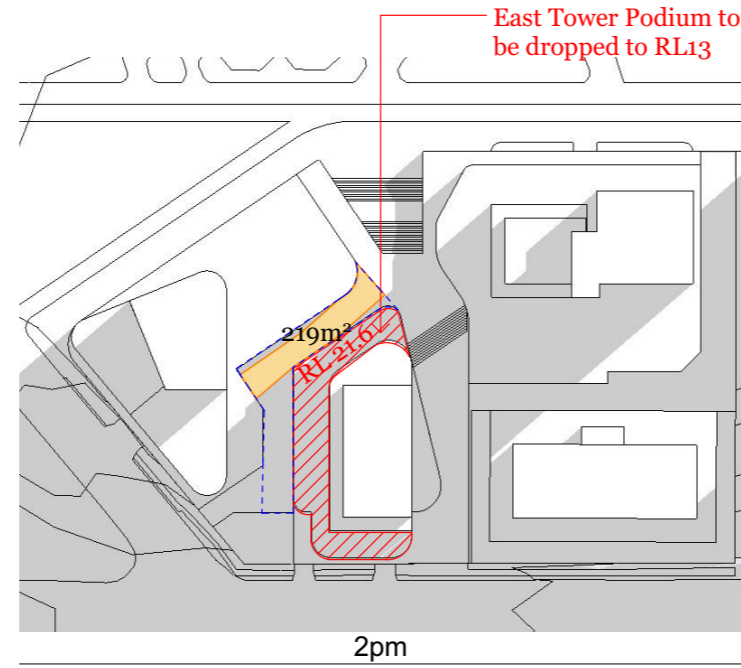 East Tower Podium to
be dropped to RL13
219m²
RL 21.6
2pm